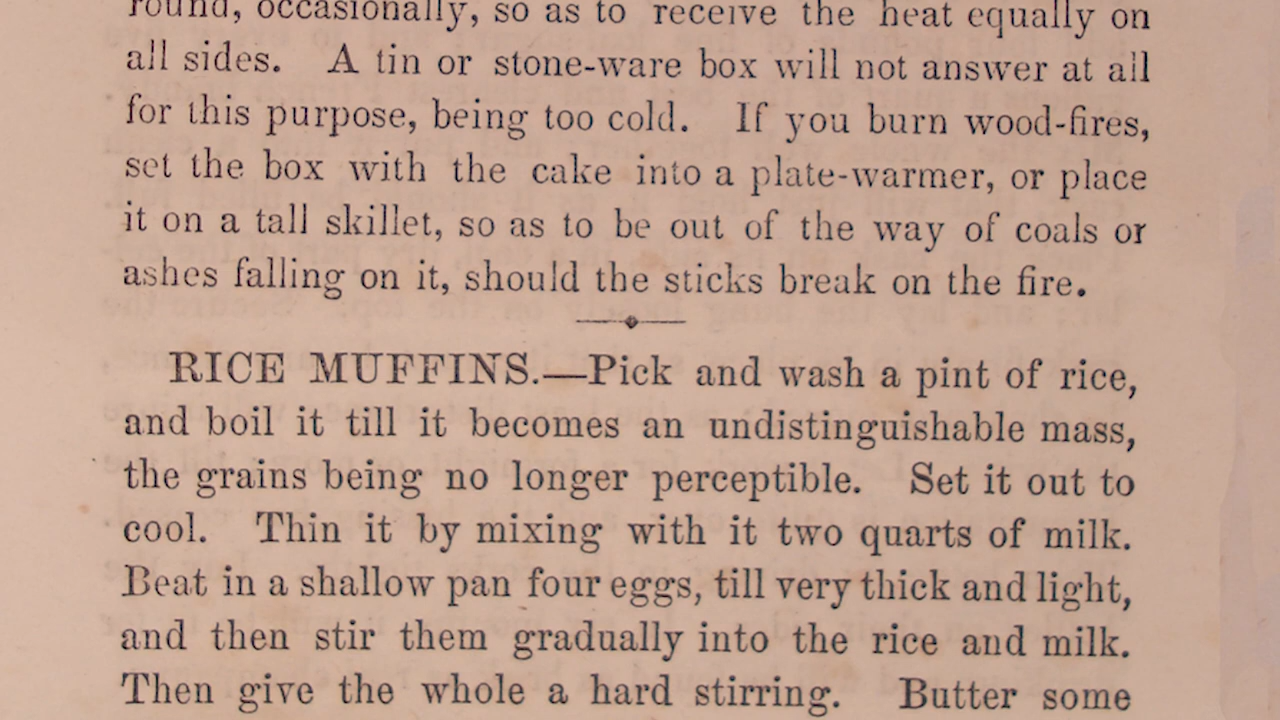 round, occasionally, so as to receive the heat equally on
all sides. A tin or stone-ware box will not answer at all
for this purpose, being too cold. If you burn wood-fires,
set the box with the cake into a plate-warmer, or place
it on a tall skillet, so as to be out of the way of coals or
ashes falling on it, should the sticks break on the fire.
RICE MUFFINS.—Pick and wash a pint of rice,
and boil it till it becomes an undistinguishable mass,
the grains being no longer perceptible. Set it out to
cool. Thin it by mixing with it two quarts of milk.
Beat in a shallow pan four eggs, till very thick and light,
and then stir them gradually into the rice and milk.
Then give the whole a hard stirring. Butter some